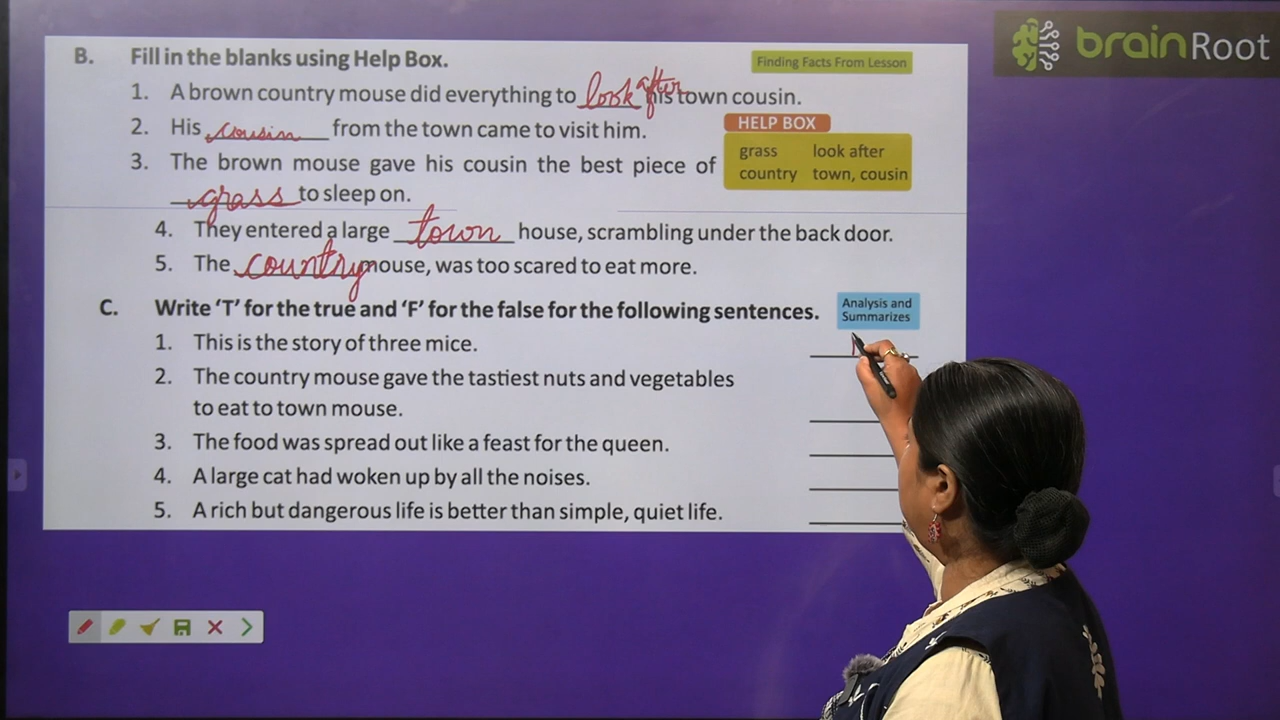 brainRoot
B. Fill in the blanks using Help Box.
Finding Facts From Lesson
1. A brown country mouse did everything to look after his town cousin.
2. His cousin from the town came to visit him.
HELP BOX
grass look after
country town, cousin
3. The brown mouse gave his cousin the best piece of
grass to sleep on.
4. They entered a large town house, scrambling under the back door.
5. The country mouse, was too scared to eat more.
C. Write ‘T’ for the true and ‘F’ for the false for the following sentences.
Analysis and
Summarizes
1. This is the story of three mice.
2. The country mouse gave the tastiest nuts and vegetables
to eat to town mouse.
3. The food was spread out like a feast for the queen.
4. A large cat had woken up by all the noises.
5. A rich but dangerous life is better than simple, quiet life.